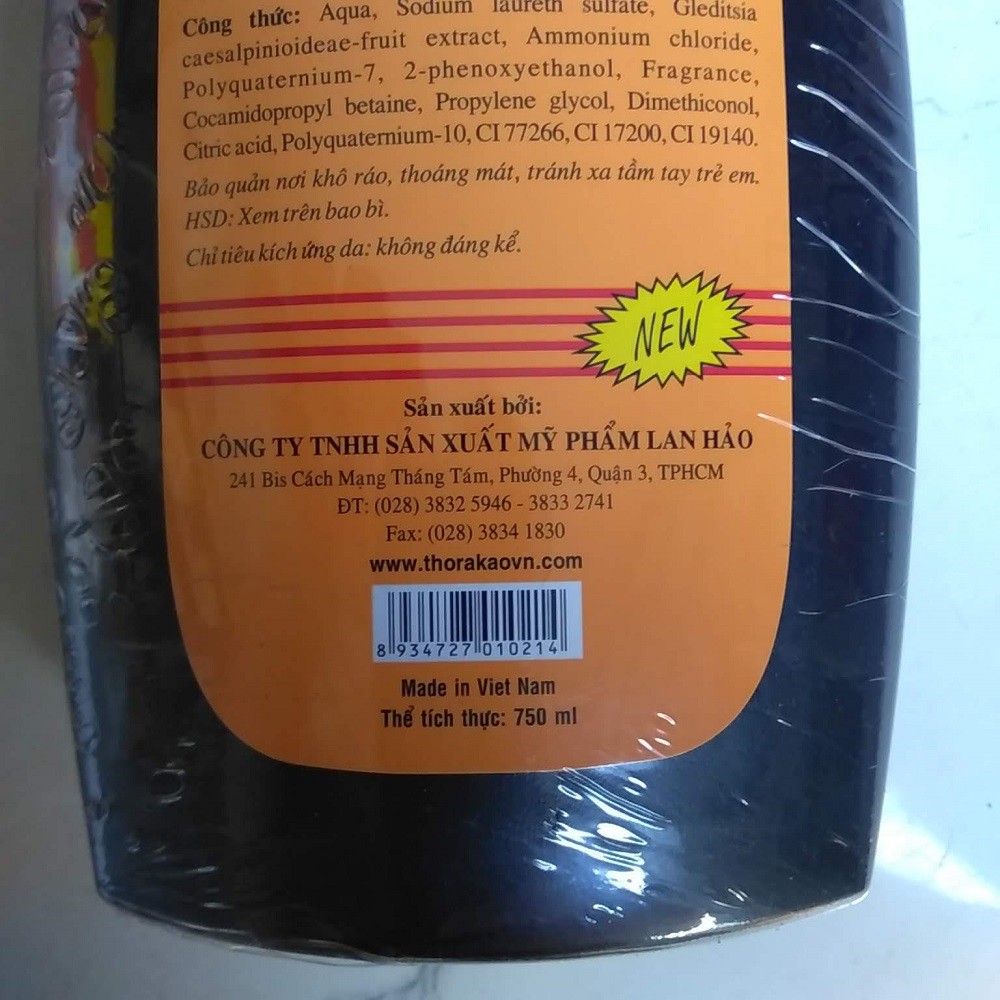 Công thức: Aqua, Sodium laureth sulfate, Gleditsia
caesalpinioideae-fruit extract, Ammonium chloride,
Polyquaternium-7, 2-phenoxyethanol, Fragrance,
Cocamidopropyl betaine, Propylene glycol, Dimethiconol,
Citric acid, Polyquaternium-10, CI 77266, CI 17200, CI 19140.
Bảo quản nơi khô ráo, thoáng mát, tránh xa tầm tay trẻ em.
HSD: Xem trên bao bì.
Chỉ tiêu kích ứng da: không đáng kể.
NEW
Sản xuất bởi:
CÔNG TY TNHH SẢN XUẤT MỸ PHẨM LAN HẢO
241 Bis Cách Mạng Tháng Tám, Phường 4, Quận 3, TPHCM
ĐT: (028) 3832 5946 - 3833 2741
Fax: (028) 3834 1830
www.thorakaovn.com
8 934727 010214
Made in Viet Nam
Thể tích thực: 750 ml